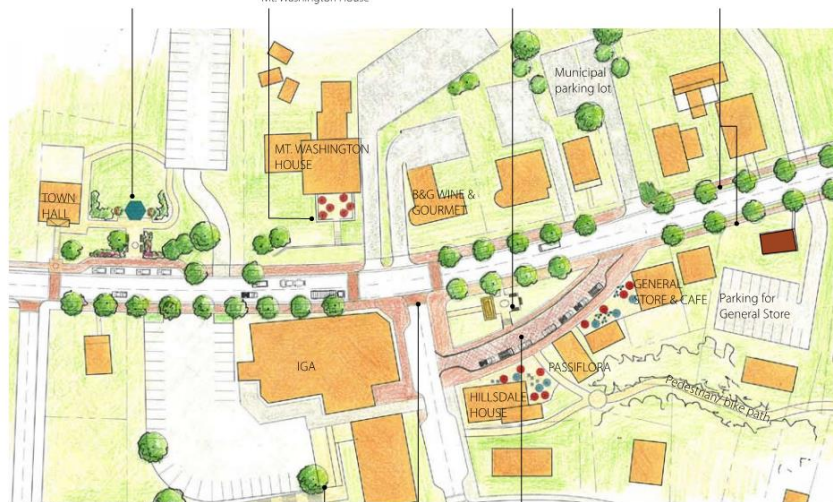 Mt. Washington House
Municipal
parking lot
MT. WASHINGTON
HOUSE
TOWN
HALL
B&G WINE &
GOURMET
GENERAL
STORE & CAFE
Parking for
General Store
IGA
PASSIFLORA
HILLSDALE
HOUSE
Pedestrian/ bike path